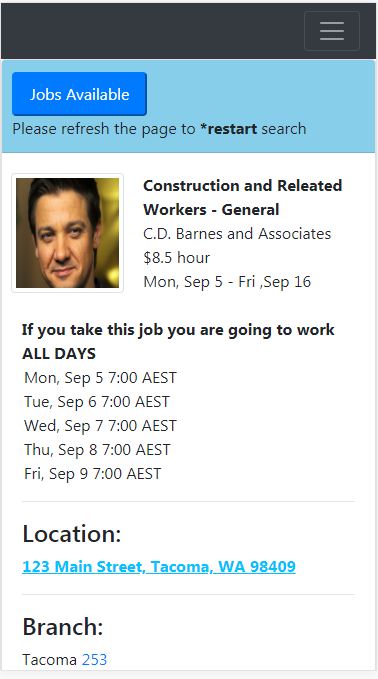 Jobs Available
Please refresh the page to *restart search
Construction and Releated
Workers - General
C.D. Barnes and Associates
$8.5 hour
Mon, Sep 5 - Fri ,Sep 16
If you take this job you are going to work
ALL DAYS
Mon, Sep 5 7:00 AEST
Tue, Sep 6 7:00 AEST
Wed, Sep 7 7:00 AEST
Thu, Sep 8 7:00 AEST
Fri, Sep 9 7:00 AEST
Location:
123 Main Street, Tacoma, WA 98409
Branch:
Tacoma 253